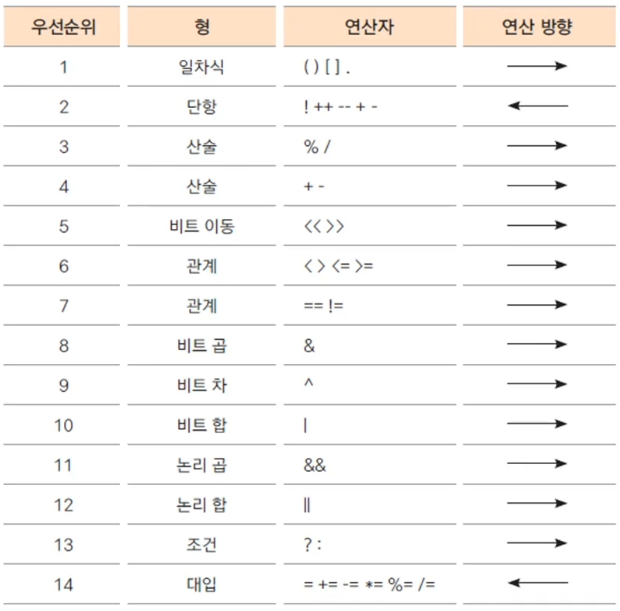 우선순위 형 연산자 연산 방향
1 일차식 ( ) [ ] . →
2 단항 ! ++ -- + - ←
3 산술 % / →
4 산술 + - →
5 비트 이동 << >> →
6 관계 < > <= >= →
7 관계 == != →
8 비트 곱 & →
9 비트 차 ^ →
10 비트 합 | →
11 논리 곱 && →
12 논리 합 || →
13 조건 ? : →
14 대입 = += -= *= %= /= ←